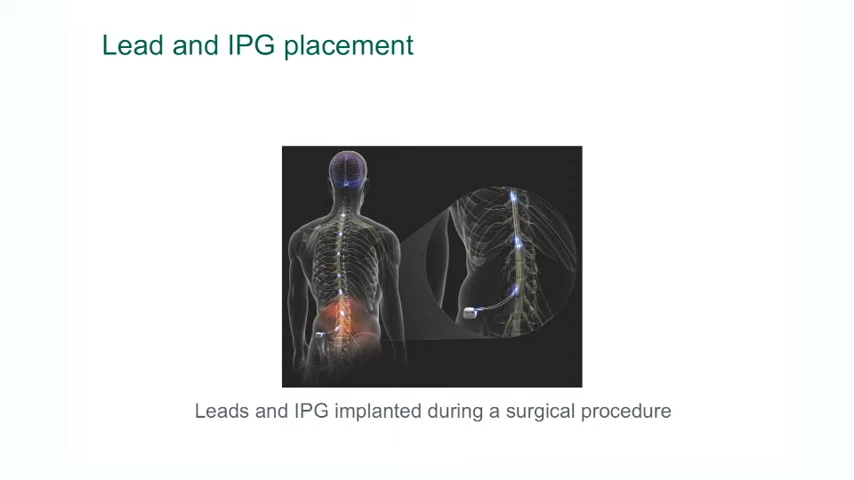 Lead and IPG placement
Leads and IPG implanted during a surgical procedure